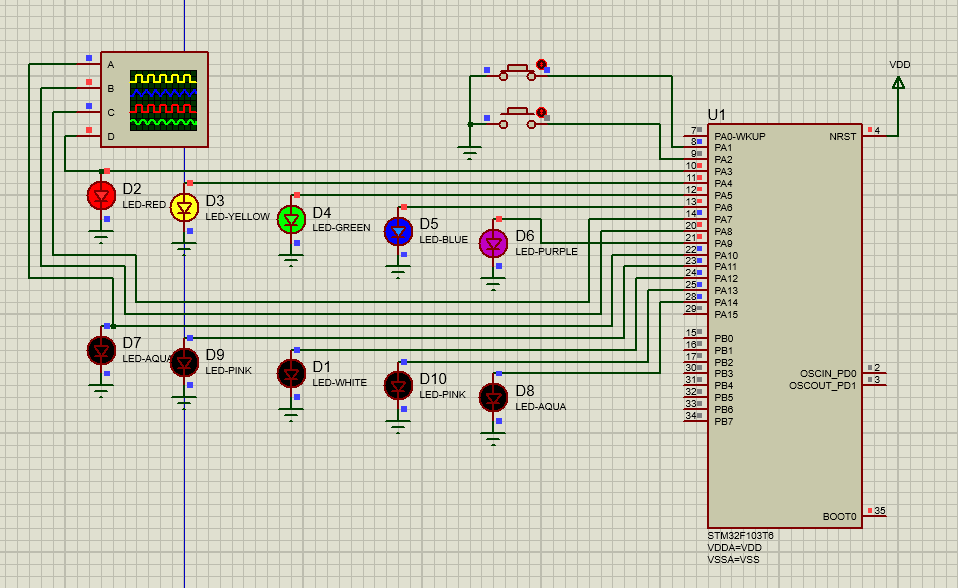 VDD
A
B
C
D
U1
7 PA0-WKUP NRST 4
8 PA1
9 PA2
10 PA3
11 PA4
12 PA5
13 PA6
14 PA7
20 PA8
21 PA9
22 PA10
23 PA11
24 PA12
25 PA13
28 PA14
29 PA15
15 PB0
16 PB1
17 PB2
30 PB3 OSCIN_PD0 2
31 PB4 OSCOUT_PD1 3
32 PB5
33 PB6
34 PB7
BOOT0 35
STM32F103T6
VDDA=VDD
VSSA=VSS
D2
LED-RED
D3
LED-YELLOW
D4
LED-GREEN
D5
LED-BLUE
D6
LED-PURPLE
D7
LED-AQUA
D9
LED-PINK
D1
LED-WHITE
D10
LED-PINK
D8
LED-AQUA